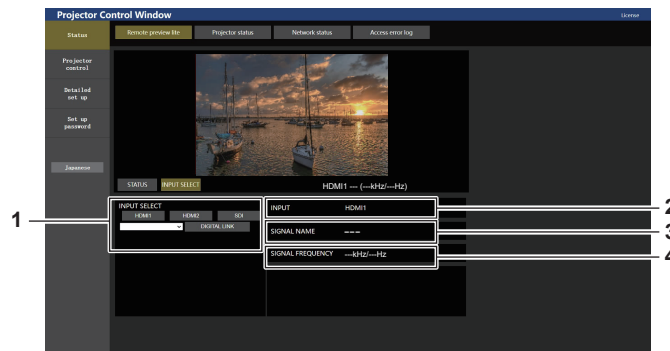 Projector Control Window
License
Status
Remote preview lite
Projector status
Network status
Access error log
Projector
control
Detailed
set up
Set up
password
Japanese
STATUS
INPUT SELECT
HDMI1 --- (---kHz/---Hz)
1
INPUT SELECT
HDMI1
HDMI2
SDI
DIGITAL LINK
INPUT
HDMI1
2
SIGNAL NAME
---
3
SIGNAL FREQUENCY
---kHz/---Hz
4